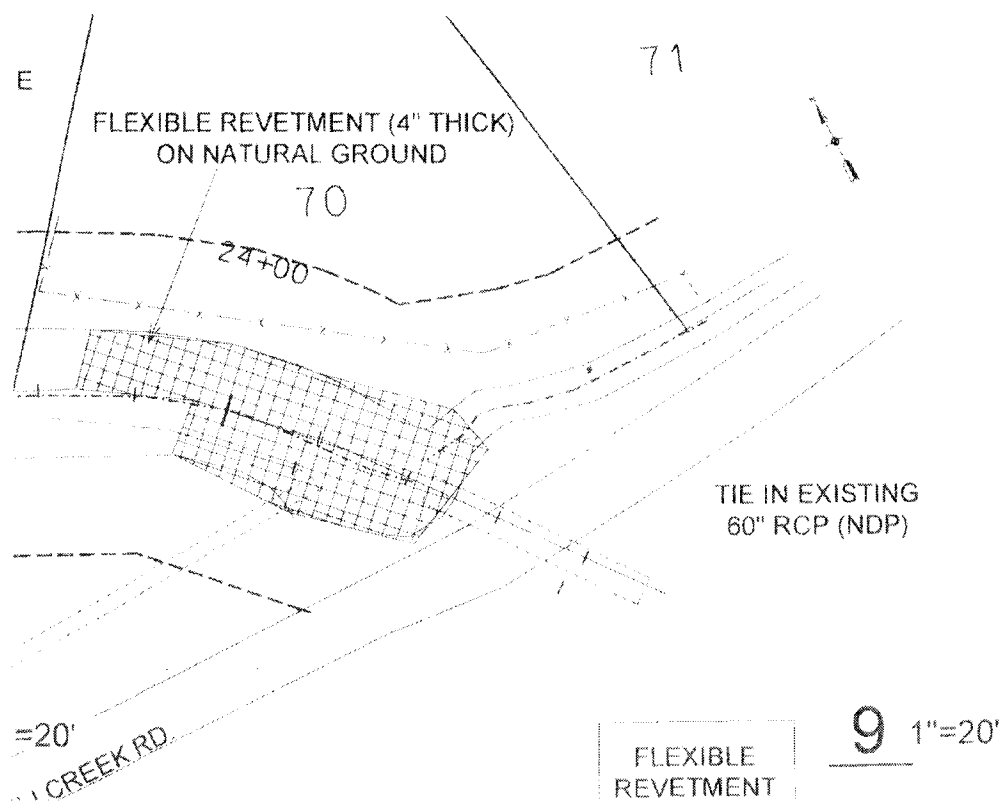 71
E
FLEXIBLE REVETMENT (4" THICK)
ON NATURAL GROUND
70
24+00
TIE IN EXISTING
60" RCP (NDP)
=20'
CREEK RD.
FLEXIBLE
REVETMENT
9 1"=20'